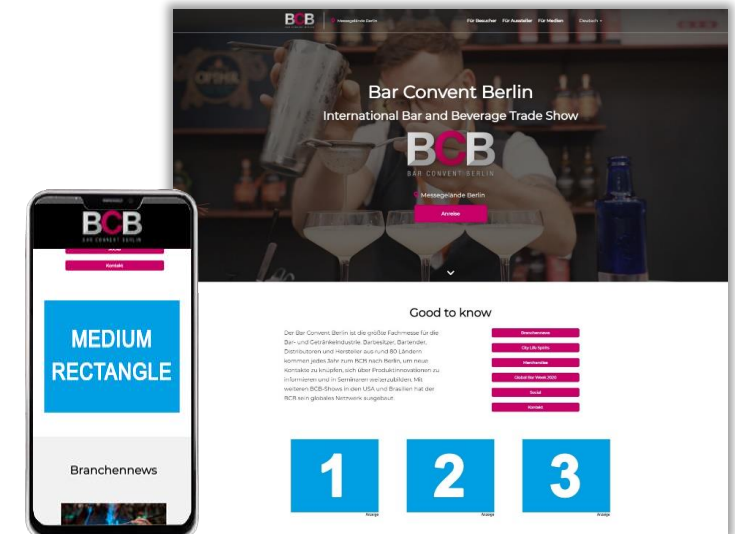 BCB
Messegelände Berlin
Für Besucher Für Aussteller Für Medien Deutsch
Bar Convent Berlin
International Bar and Beverage Trade Show
BCB
BAR CONVENT BERLIN
Messegelände Berlin
Anreise
Good to know
Der Bar Convent Berlin ist die größte Fachmesse für die
Bar- und Getränkeindustrie. Barbesitzer, Bartender,
Distributoren und Hersteller aus rund 80 Ländern
kommen jedes Jahr zum BCB nach Berlin, um neue
Kontakte zu knüpfen, sich über Produktinnovationen zu
informieren und in Seminaren weiterzubilden. Mit
weiteren BCB-Shows in den USA und Brasilien hat der
BCB sein globales Netzwerk ausgebaut.
Branchennews
City Life Spirits
Merchandise
Global Bar Week 2020
Social
Kontakt
1
Anzeige
2
Anzeige
3
Anzeige
BCB
BAR CONVENT BERLIN
Social
Kontakt
MEDIUM
RECTANGLE
Branchennews